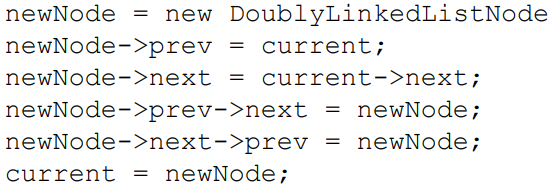 newNode = new DoublyLinkedListNode
newNode->prev = current;
newNode->next = current->next;
newNode->prev->next = newNode;
newNode->next->prev = newNode;
current = newNode;